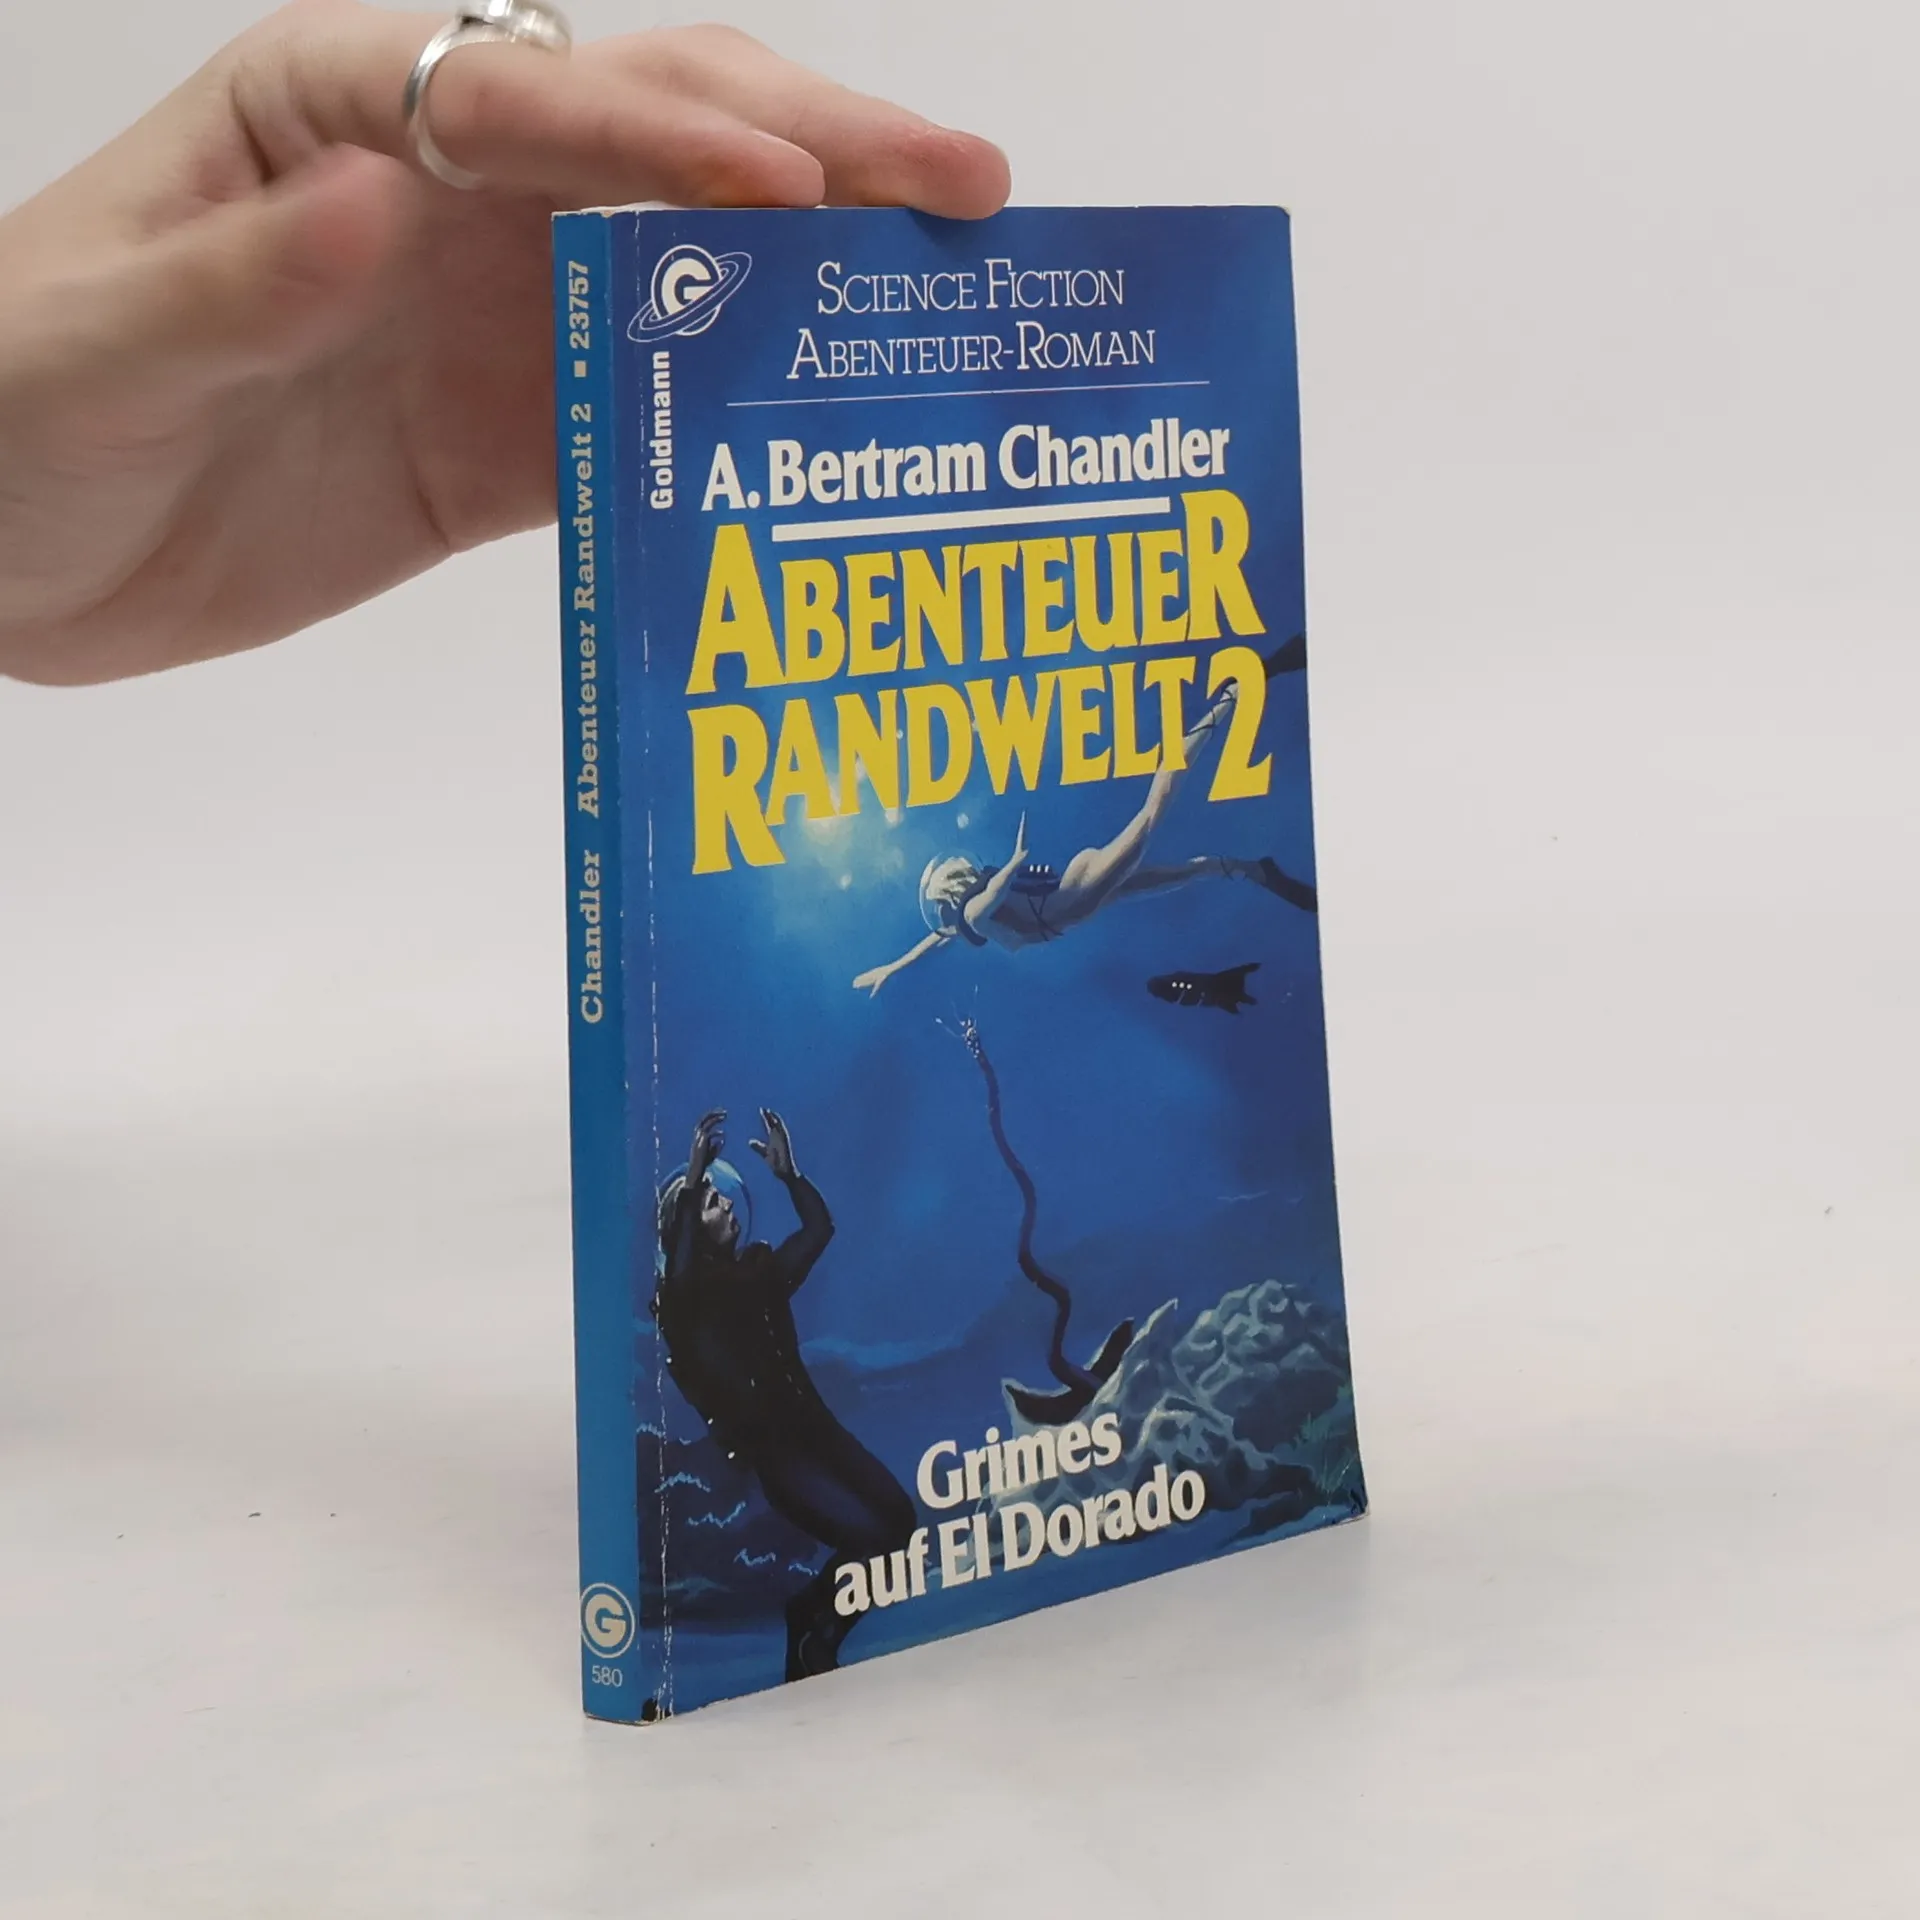 Chandler Abenteuer Randwelt 2 ■ 23757
G
580
G
Goldmann
SCIENCE FICTION
ABENTEUER-ROMAN
A. Bertram Chandler
ABENTEUER
RANDWELT 2
Grimes
auf El Dorado